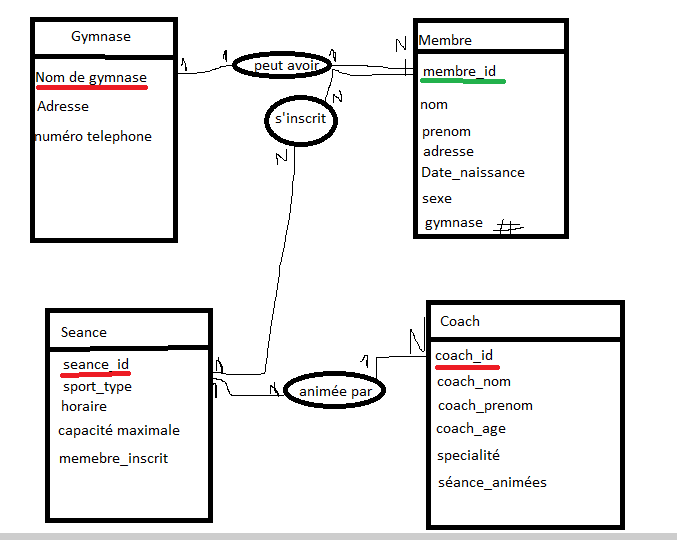 Gymnase
Nom de gymnase
Adresse
numéro telephone
1
1
peut avoir
1
N
Membre
membre_id
nom
prenom
adresse
Date_naissance
sexe
gymnase #
N
s'inscrit
N
Seance
seance_id
sport_type
horaire
capacité maximale
memebre_inscrit
animée par
1
N
Coach
coach_id
coach_nom
coach_prenom
coach_age
specialité
séance_animées